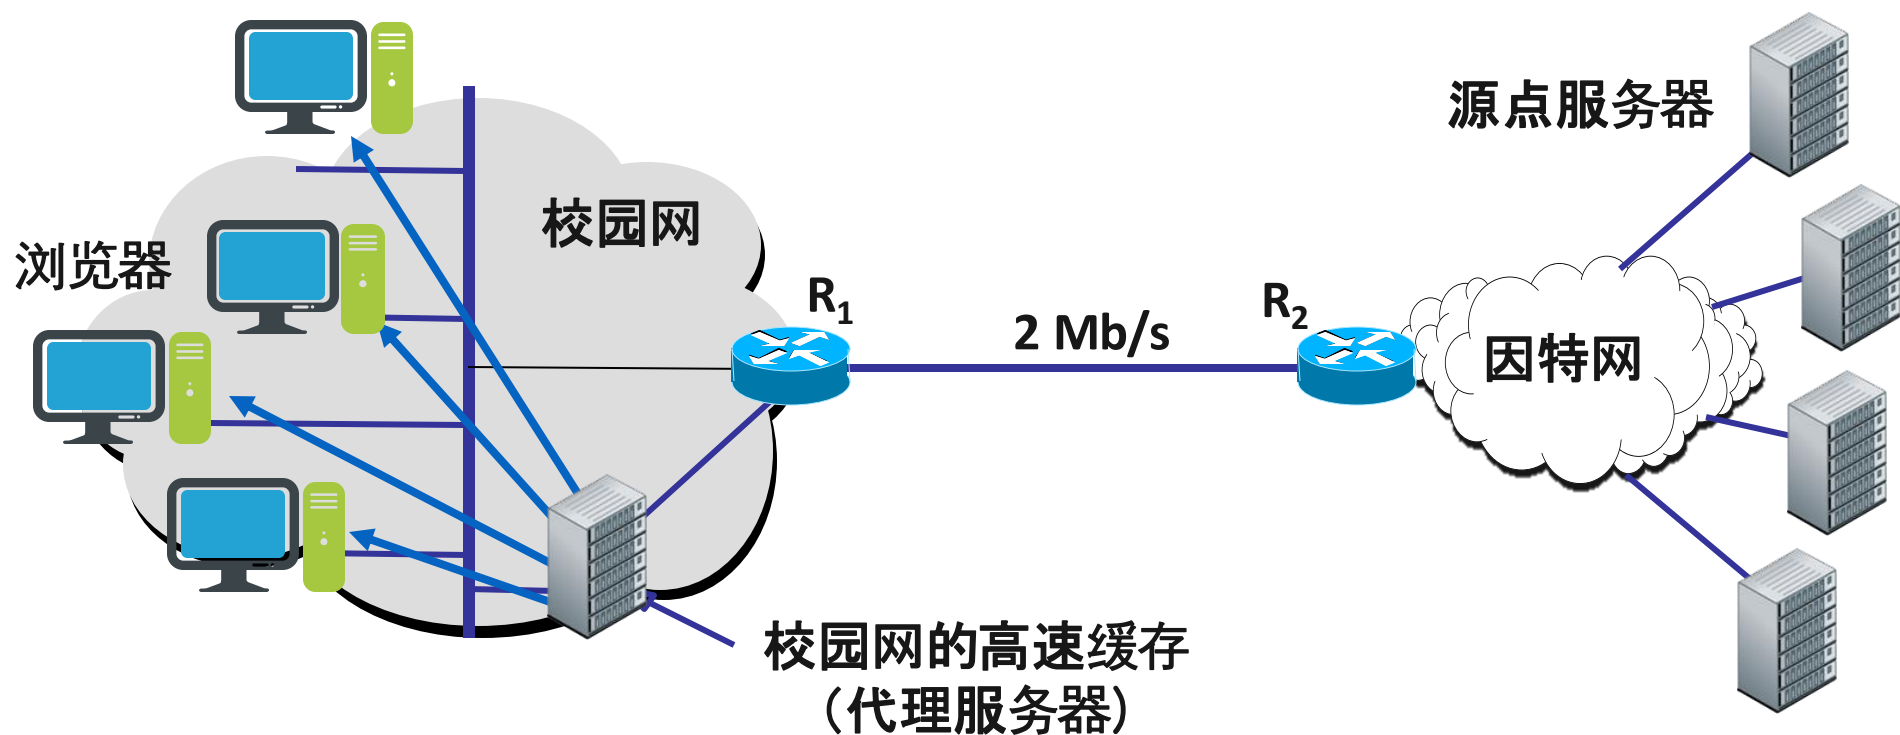 源点服务器
校园网
浏览器
R1
2 Mb/s
R2
因特网
校园网的高速缓存
（代理服务器）